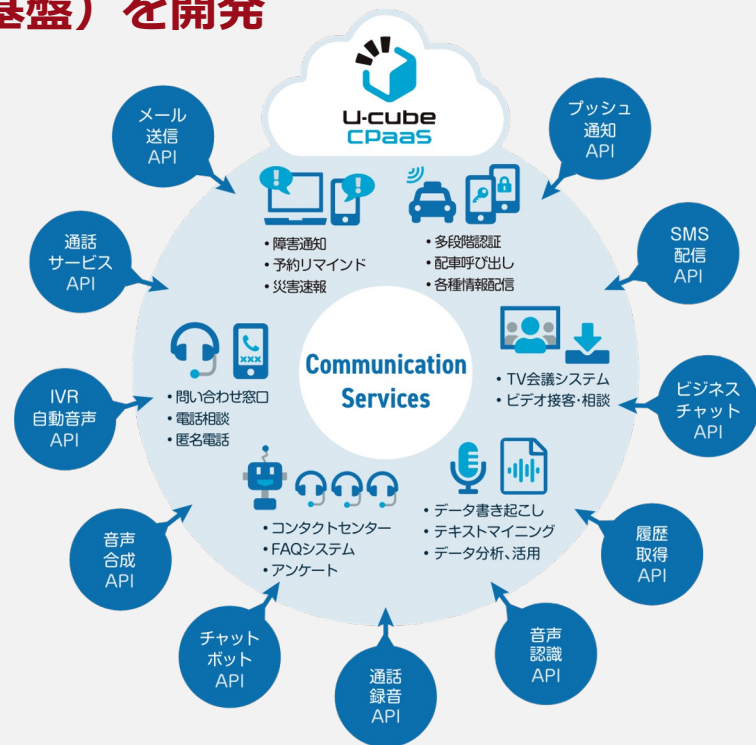 基盤）を開発
U-cube
CPaaS
メール
送信
API
プッシュ
通知
API
・障害通知
・予約リマインド
・災害速報
・多段階認証
・配車呼び出し
・各種情報配信
通話
サービス
API
SMS
配信
API
Communication
Services
xxx
・問い合わせ窓口
・電話相談
・匿名電話
・TV会議システム
・ビデオ接客・相談
IVR
自動音声
API
ビジネス
チャット
API
・コンタクトセンター
・FAQシステム
・アンケート
・データ書き起こし
・テキストマイニング
・データ分析、活用
音声
合成
API
履歴
取得
API
チャット
ボット
API
通話
録音
API
音声
認識
API